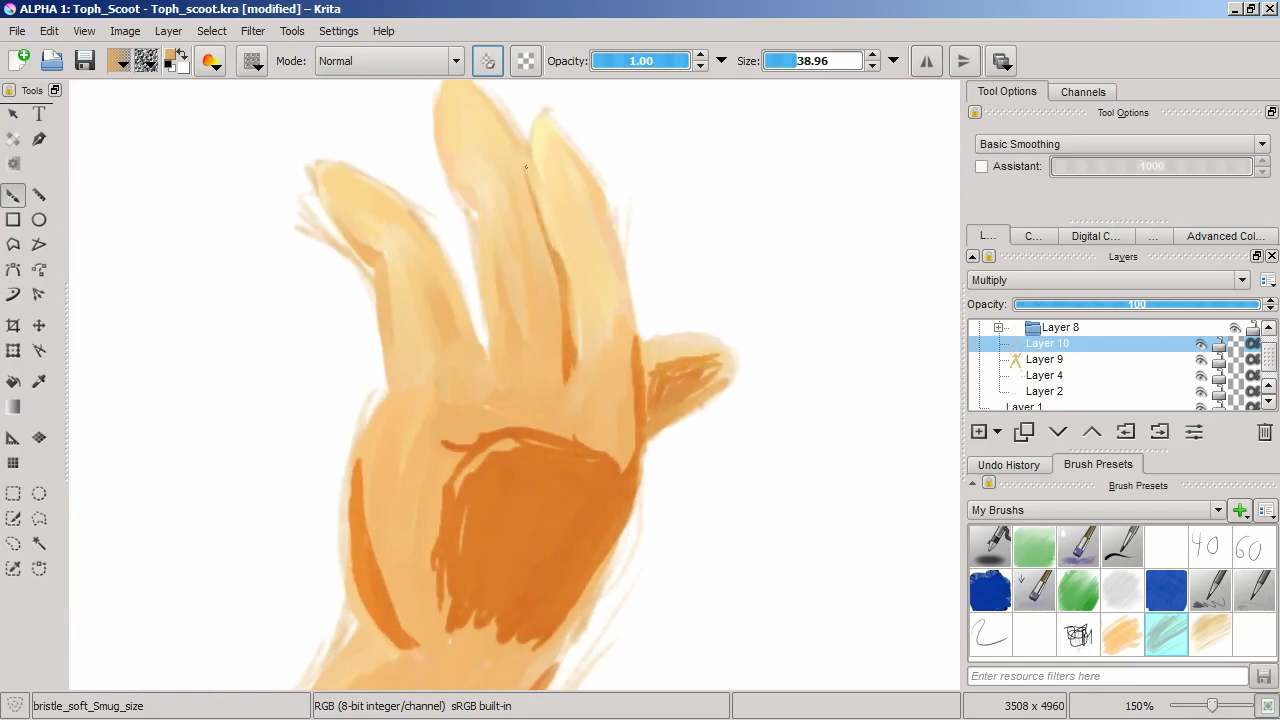 ALPHA 1: Toph_Scoot - Toph_scoot.kra [modified] – Krita
File Edit View Image Layer Select Filter Tools Settings Help
Mode: Normal Opacity: 1.00 Size: 38.96
Tools
Tool Options Channels
Tool Options
Basic Smoothing
Assistant: 1000
L... C... Digital C... ... Advanced Col...
Layers
Multiply
Opacity: 100
Layer 8
Layer 10
Layer 9
Layer 4
Layer 2
Layer 1
Undo History Brush Presets
Brush Presets
My Brushs
40 60
Enter resource filters here
bristle_soft_Smug_size RGB (8-bit integer/channel) sRGB built-in 3508 x 4960 150%